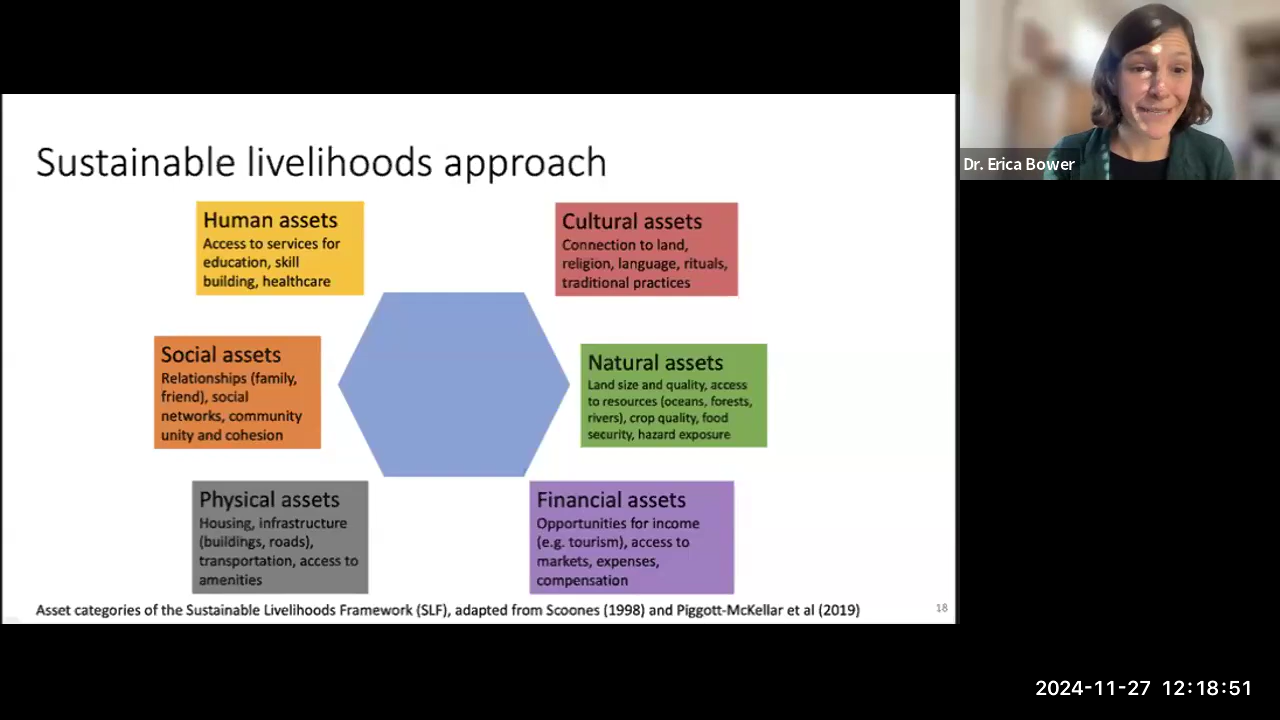 Sustainable livelihoods approach
Human assets
Access to services for
education, skill
building, healthcare
Cultural assets
Connection to land,
religion, language, rituals,
traditional practices
Social assets
Relationships (family,
friend), social
networks, community
unity and cohesion
Natural assets
Land size and quality, access
to resources (oceans, forests,
rivers), crop quality, food
security, hazard exposure
Physical assets
Housing, infrastructure
(buildings, roads),
transportation, access to
amenities
Financial assets
Opportunities for income
(e.g. tourism), access to
markets, expenses,
compensation
Asset categories of the Sustainable Livelihoods Framework (SLF), adapted from Scoones (1998) and Piggott-McKellar et al (2019)
18
Dr. Erica Bower
2024-11-27 12:18:51